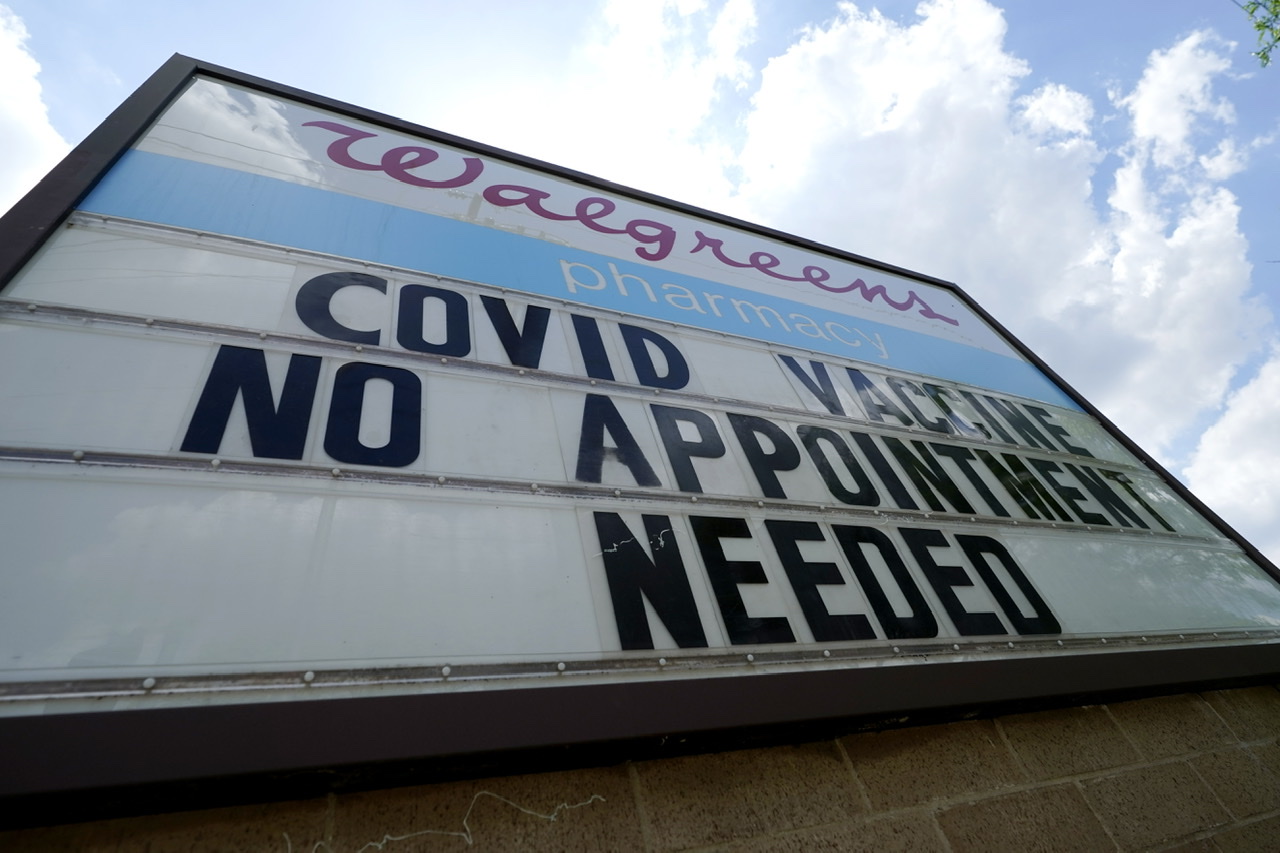 Walgreens
pharmacy
COVID VACCINE
NO APPOINTMENT
NEEDED